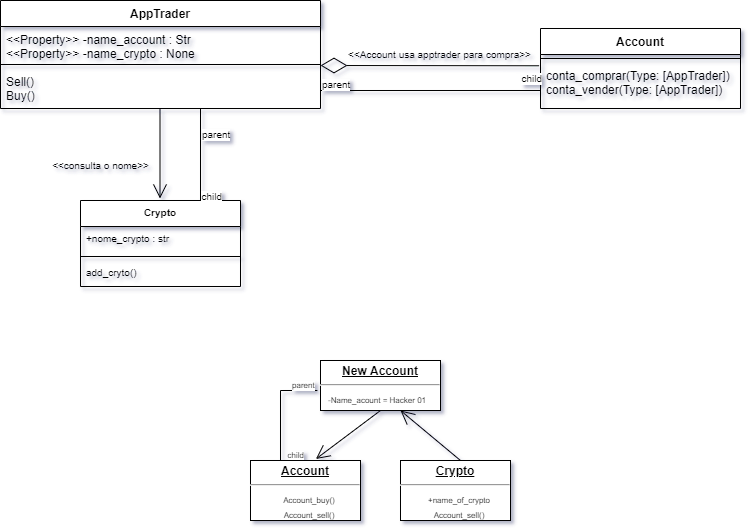 AppTrader
<<Property>> -name_account : Str
<<Property>> -name_crypto : None
Sell()
Buy()
<<Account usa apptrader para compra>>
Account
conta_comprar(Type: [AppTrader])
conta_vender(Type: [AppTrader])
parent
child
parent
<<consulta o nome>>
child
Crypto
+nome_crypto : str
add_cryto()
New Account
-Name_acount = Hacker 01
parent
child
Account
Account_buy()
Account_sell()
Crypto
+name_of_crypto
Account_sell()